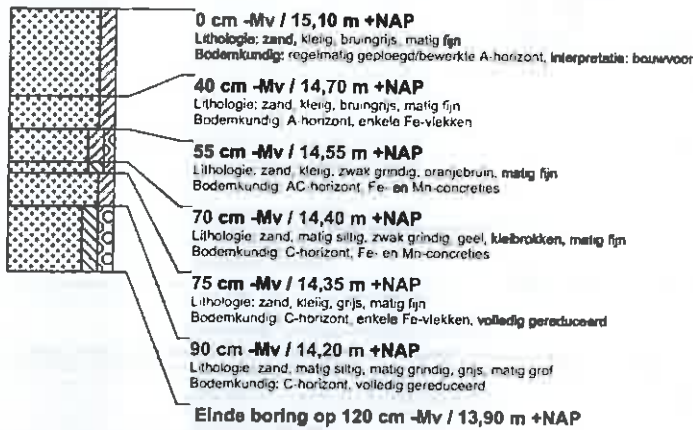 0 cm -Mv / 15,10 m +NAP
Lithologie: zand, kleiig, bruingrijs, matig fijn
Bodemkundig: regelmatig geploegd/bewerkte A-horizont, interpretatie: bouwvoor
40 cm -Mv / 14,70 m +NAP
Lithologie: zand, kleiig, bruingrijs, matig fijn
Bodemkundig: A-horizont, enkele Fe-vlekken
55 cm -Mv / 14,55 m +NAP
Lithologie: zand, kleiig, zwak grindig, oranjebruin, matig fijn
Bodemkundig: AC-horizont, Fe- en Mn-concreties
70 cm -Mv / 14,40 m +NAP
Lithologie: zand, matig siltig, zwak grindig, geel, kleibrokken, matig fijn
Bodemkundig: C-horizont, Fe- en Mn-concreties
75 cm -Mv / 14,35 m +NAP
Lithologie: zand, kleiig, grijs, matig fijn
Bodemkundig: C-horizont, enkele Fe-vlekken, volledig gereduceerd
90 cm -Mv / 14,20 m +NAP
Lithologie: zand, matig siltig, matig grindig, grijs, matig grof
Bodemkundig: C-horizont, volledig gereduceerd
Einde boring op 120 cm -Mv / 13,90 m +NAP